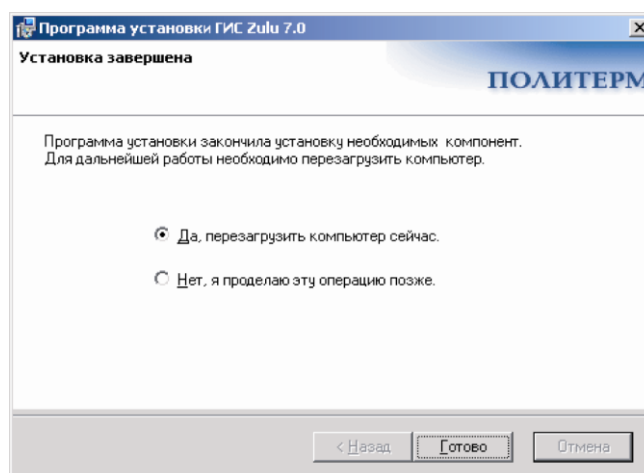 Программа установки ГИС Zulu 7.0
Установка завершена
ПОЛИТЕРМ
Программа установки закончила установку необходимых компонент.
Для дальнейшей работы необходимо перезагрузить компьютер.
Да, перезагрузить компьютер сейчас.
Нет, я проделаю эту операцию позже.
< Назад Готово Отмена